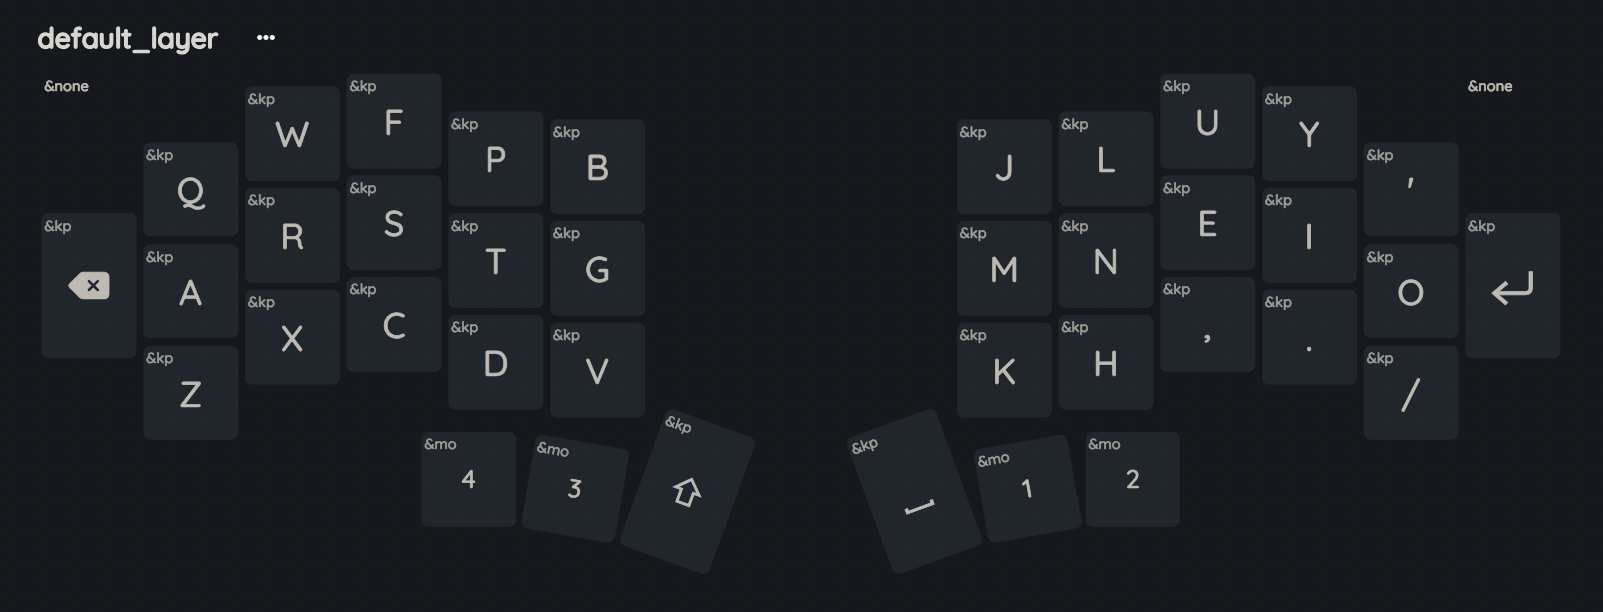 default_layer ...
&none &kp W &kp F &kp U &kp Y &none
&kp Q &kp P &kp B &kp J &kp L &kp '
&kp R &kp S &kp E &kp I
&kp &kp A &kp T &kp G &kp M &kp N &kp O &kp
&kp X &kp C &kp , &kp .
&kp Z &kp D &kp V &kp K &kp H &kp /
&mo 4 &mo 3 &kp &kp &mo 1 &mo 2